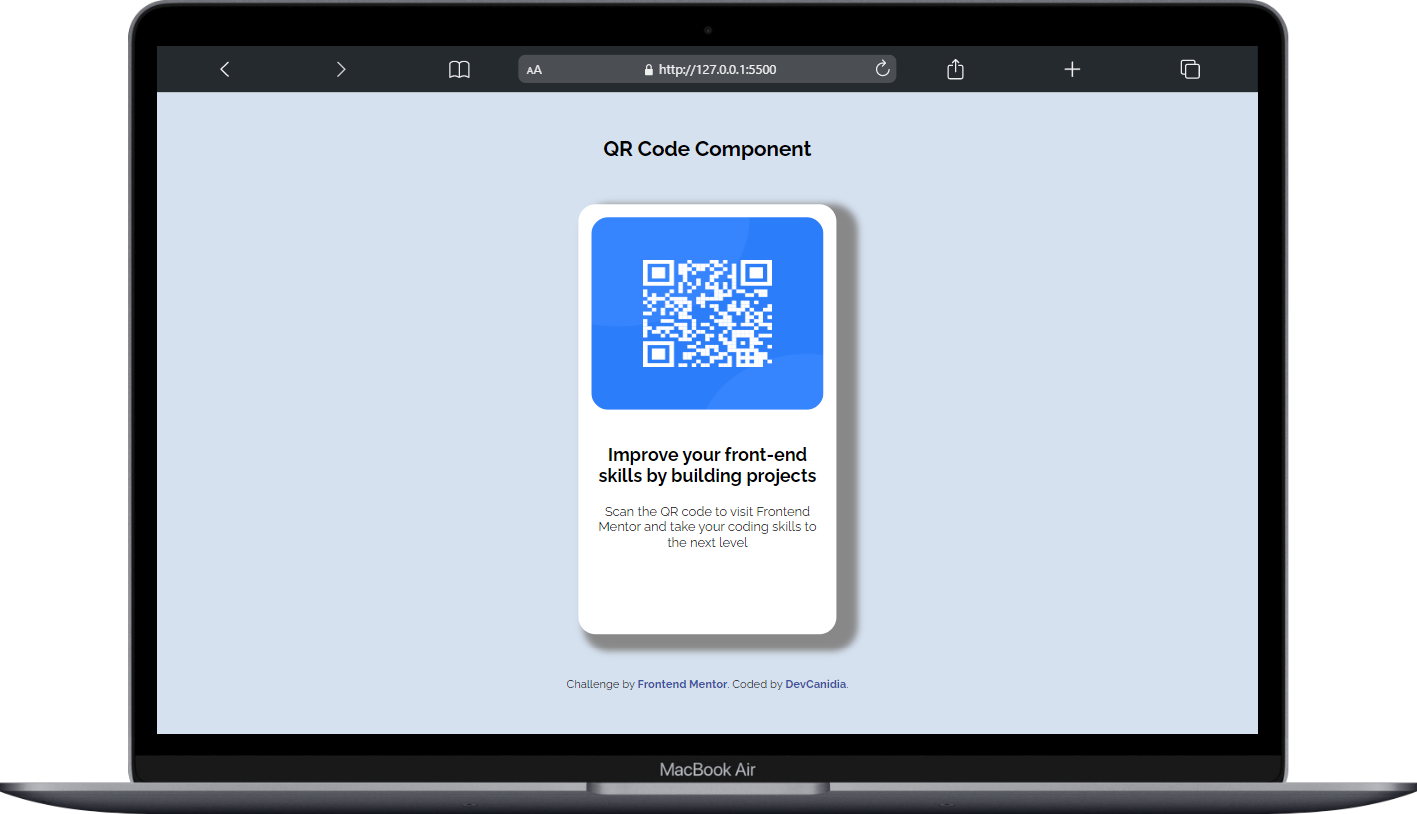 AA
http://127.0.0.1:5500
QR Code Component
Improve your front-end
skills by building projects
Scan the QR code to visit Frontend
Mentor and take your coding skills to
the next level
Challenge by Frontend Mentor. Coded by DevCanidia.
MacBook Air